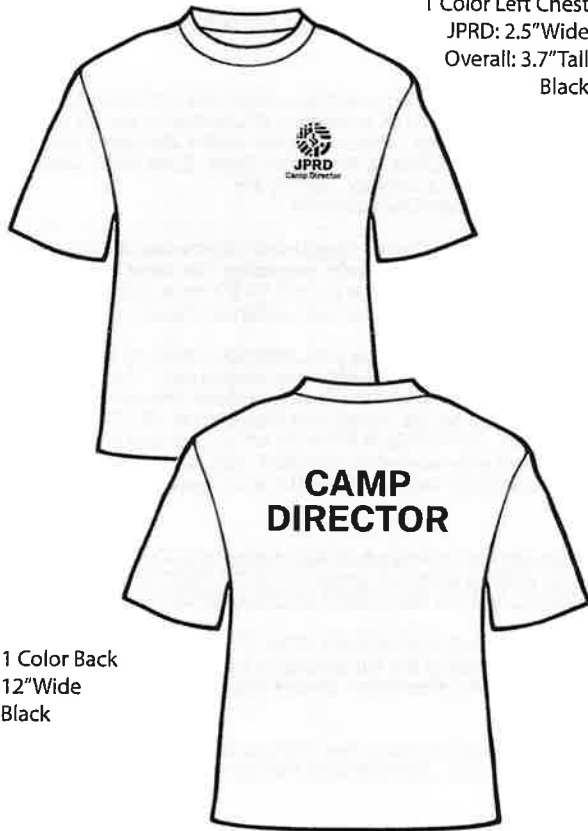 1 Color Left Chest
JPRD: 2.5"Wide
Overall: 3.7"Tall
Black
JPRD
Camp Director
CAMP
DIRECTOR
1 Color Back
12"Wide
Black